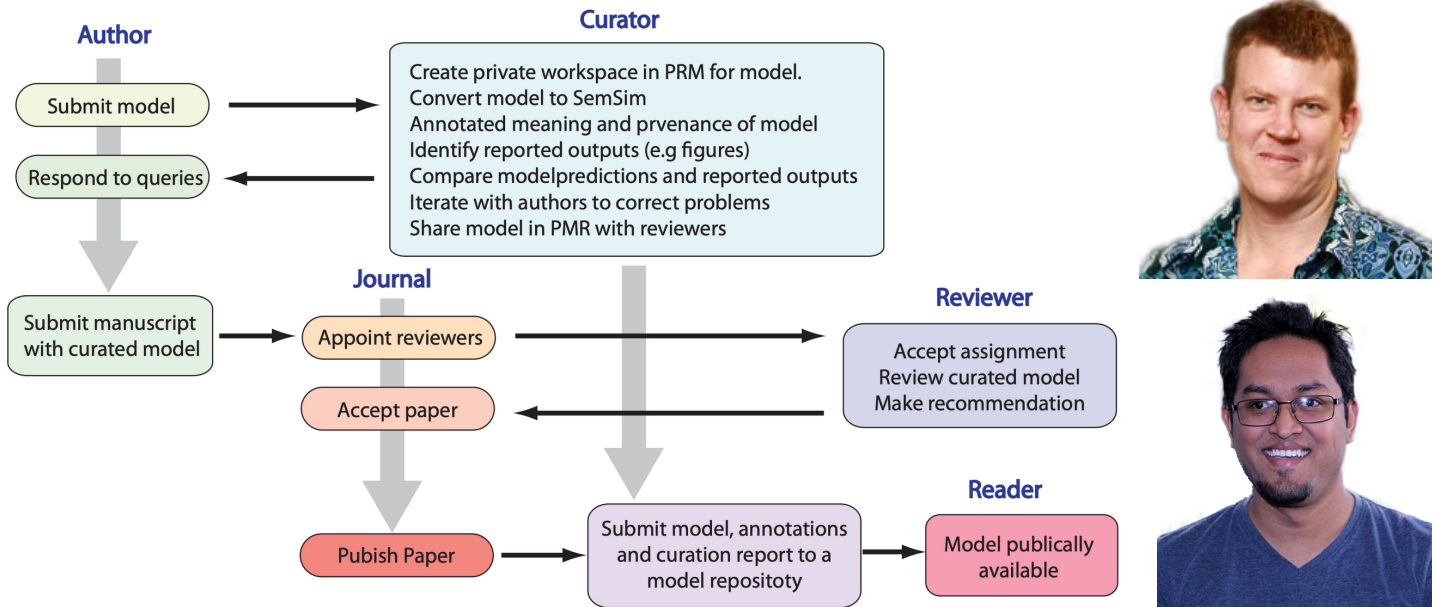 Author
Submit model
Respond to queries
Submit manuscript
with curated model
Curator
Create private workspace in PRM for model.
Convert model to SemSim
Annotated meaning and prvenance of model
Identify reported outputs (e.g figures)
Compare modelpredictions and reported outputs
Iterate with authors to correct problems
Share model in PMR with reviewers
Journal
Appoint reviewers
Accept paper
Pubish Paper
Reviewer
Accept assignment
Review curated model
Make recommendation
Submit model, annotations
and curation report to a
model repositoty
Reader
Model publically
available